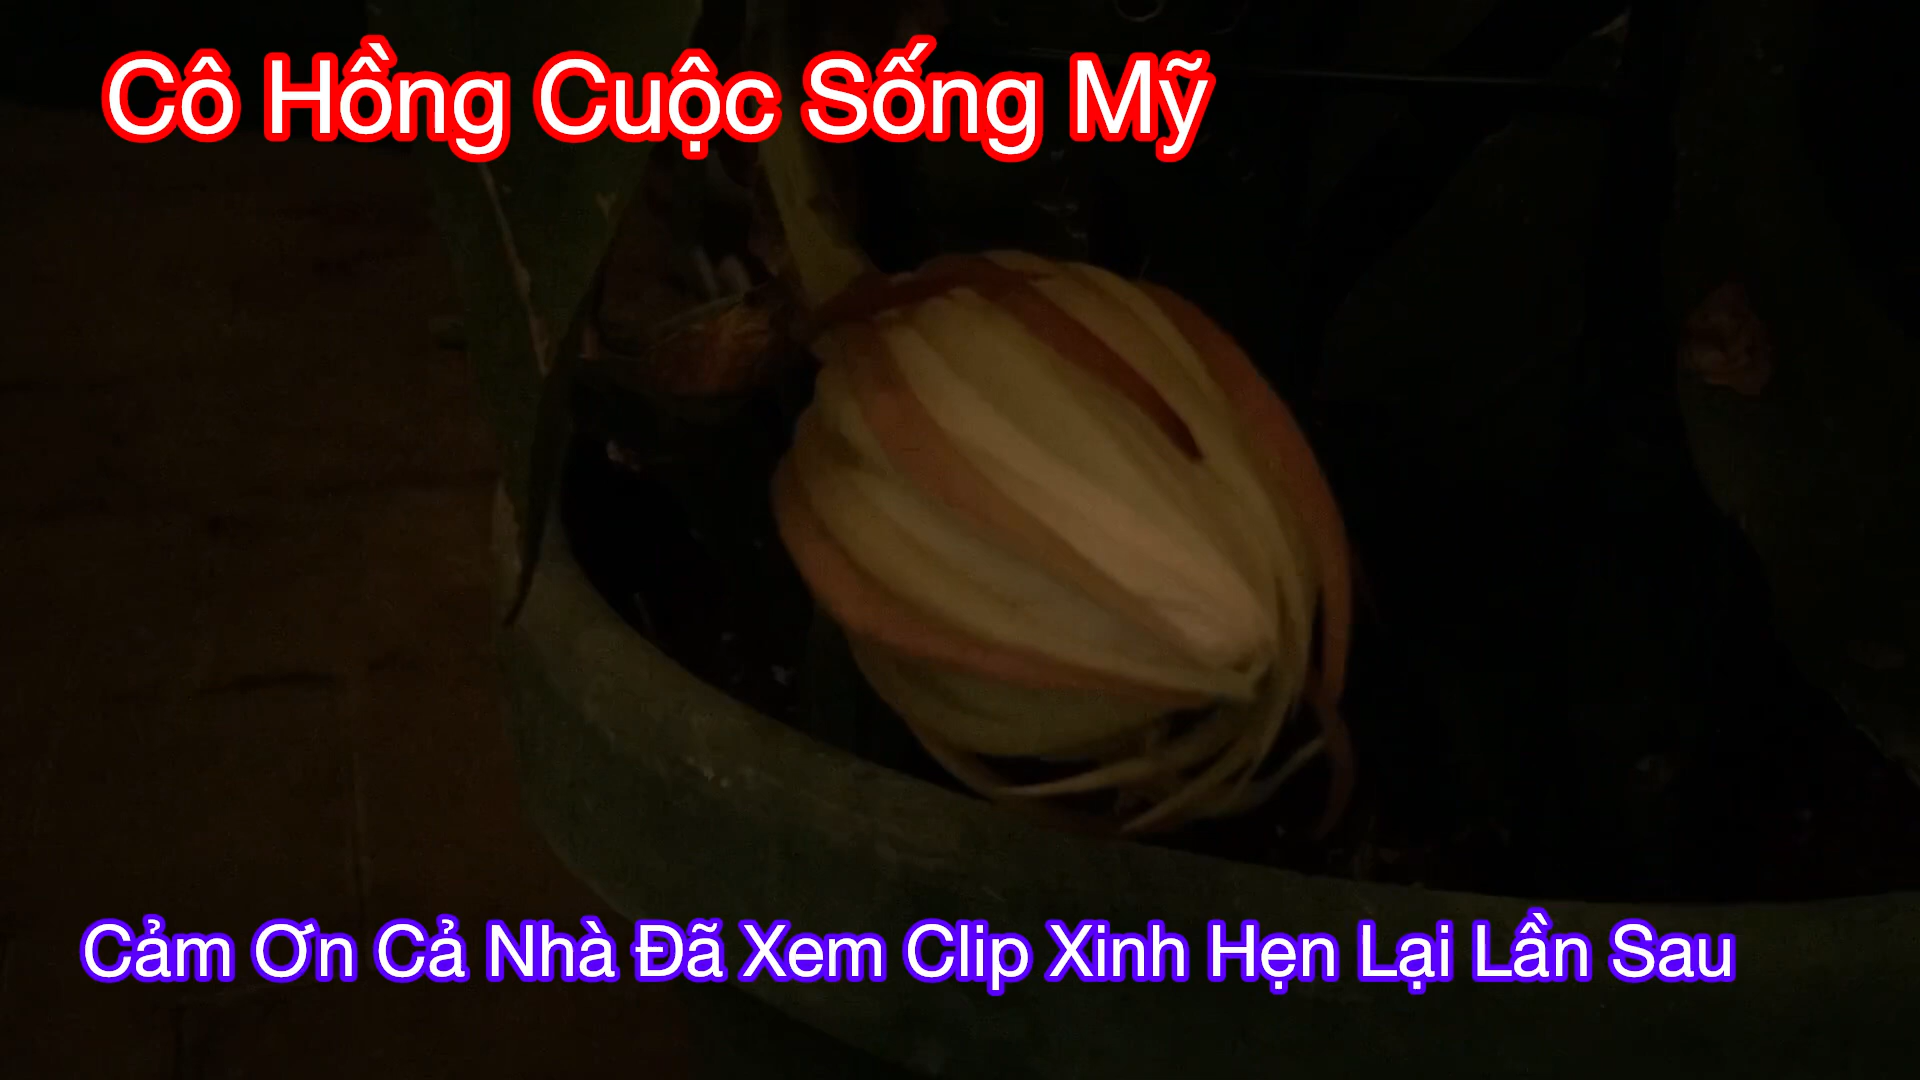 Cô Hồng Cuộc Sống Mỹ
Cảm Ơn Cả Nhà Đã Xem Clip Xinh Hẹn Lại Lần Sau